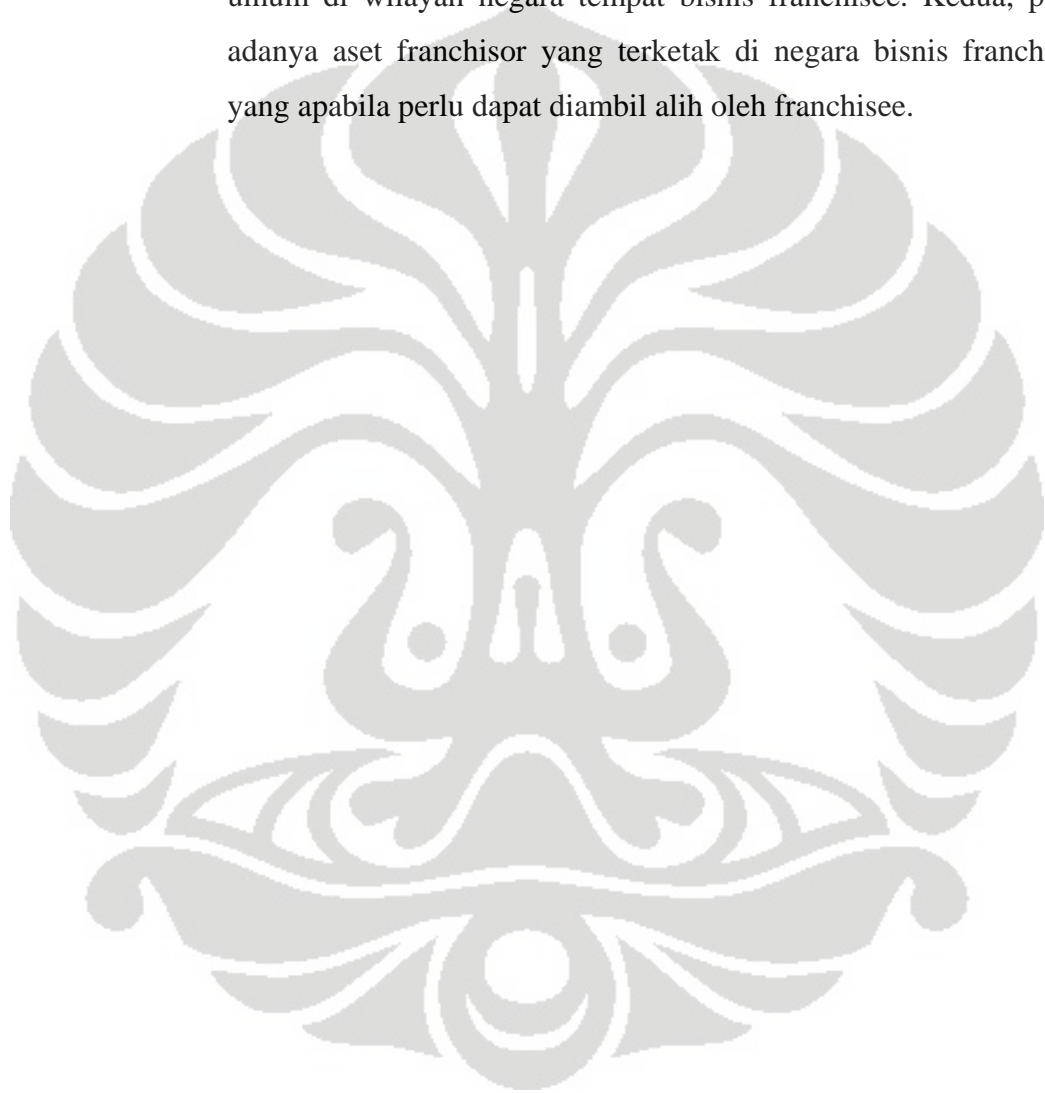 umum di wilayah negara tempat bisnis franchisee. Kedua, p
adanya aset franchisor yang terketak di negara bisnis franch
yang apabila perlu dapat diambil alih oleh franchisee.